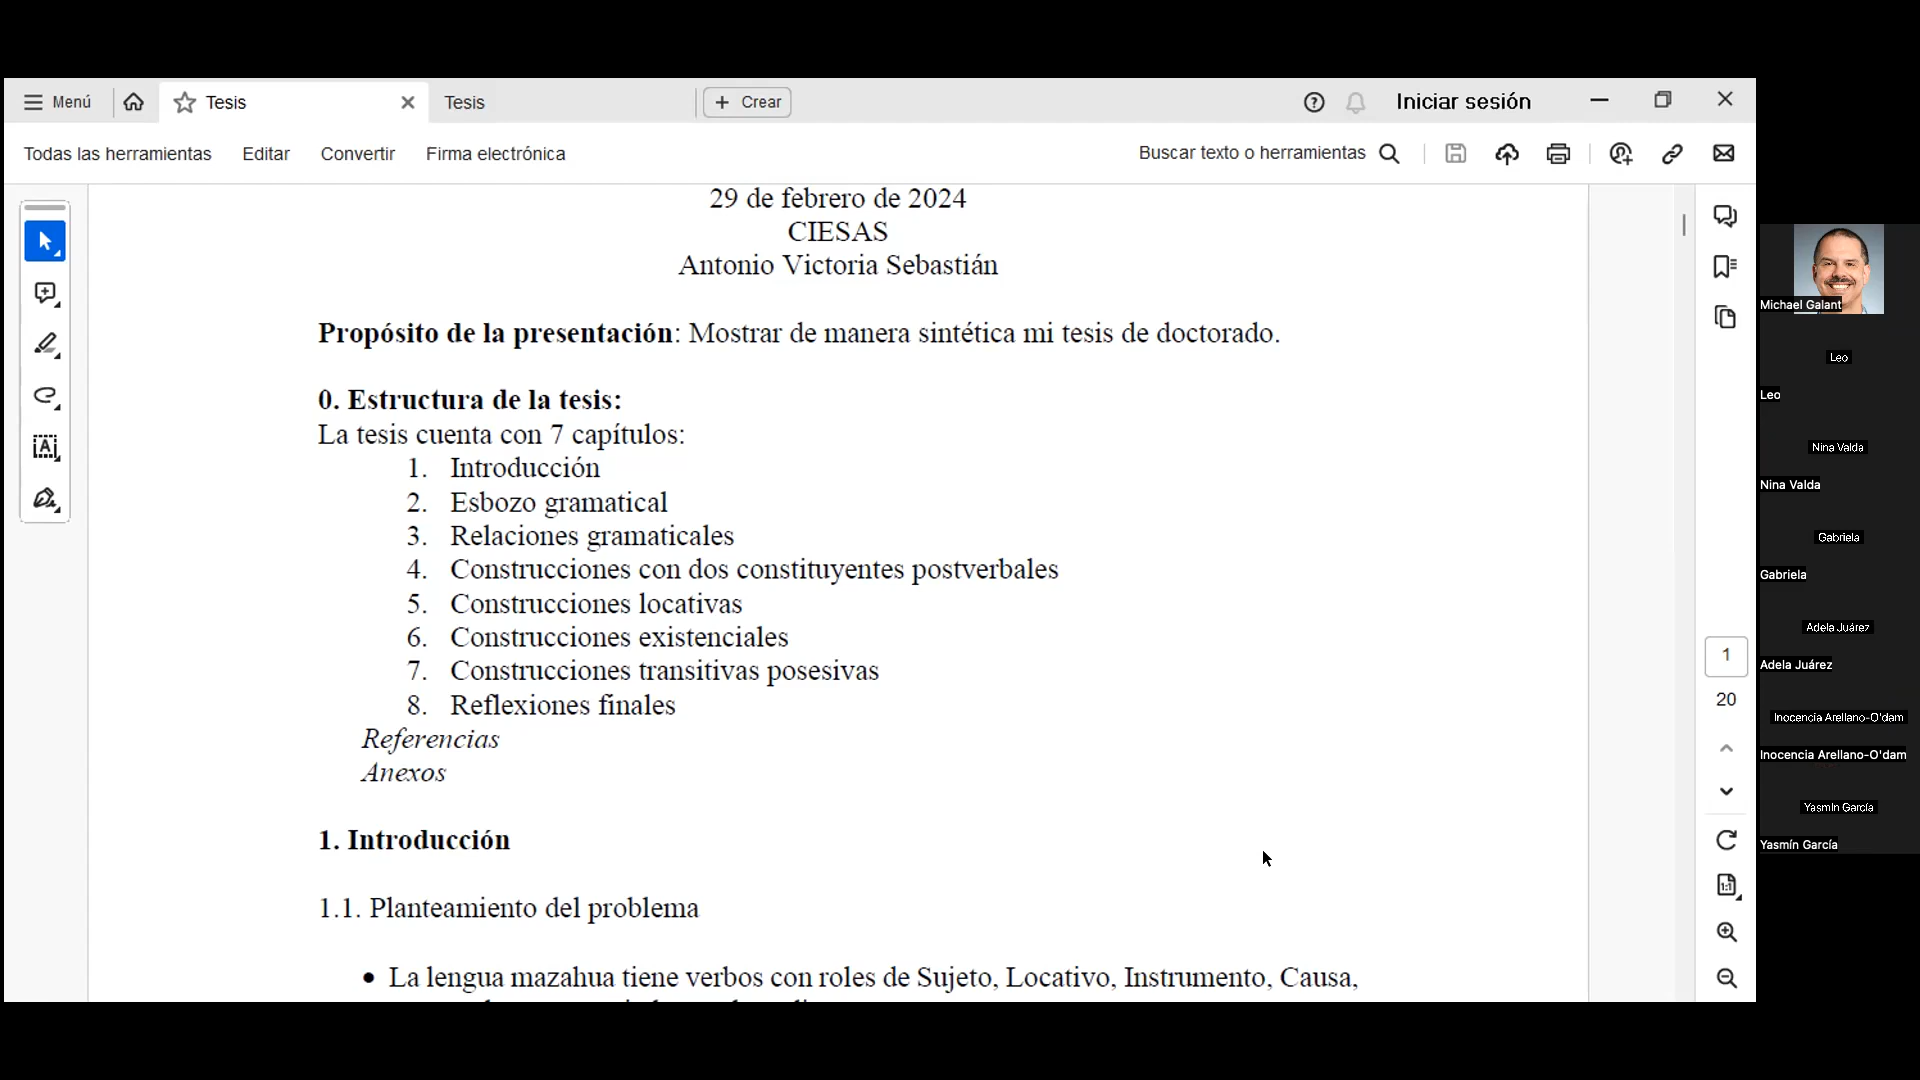 Menú
Tesis
Tesis
Crear
Iniciar sesión
Todas las herramientas
Editar
Convertir
Firma electrónica
Buscar texto o herramientas
29 de febrero de 2024
CIESAS
Antonio Victoria Sebastián
Propósito de la presentación: Mostrar de manera sintética mi tesis de doctorado.
0. Estructura de la tesis:
La tesis cuenta con 7 capítulos:
1. Introducción
2. Esbozo gramatical
3. Relaciones gramaticales
4. Construcciones con dos constituyentes postverbales
5. Construcciones locativas
6. Construcciones existenciales
7. Construcciones transitivas posesivas
8. Reflexiones finales
Referencias
Anexos
1. Introducción
1.1. Planteamiento del problema
• La lengua mazahua tiene verbos con roles de Sujeto, Locativo, Instrumento, Causa,
1
20
Michael Galant
Leo
Leo
Nina Valda
Nina Valda
Gabriela
Gabriela
Adela Juárez
Adela Juárez
Inocencia Arellano-O'dam
Inocencia Arellano-O'dam
Yasmín García
Yasmín García